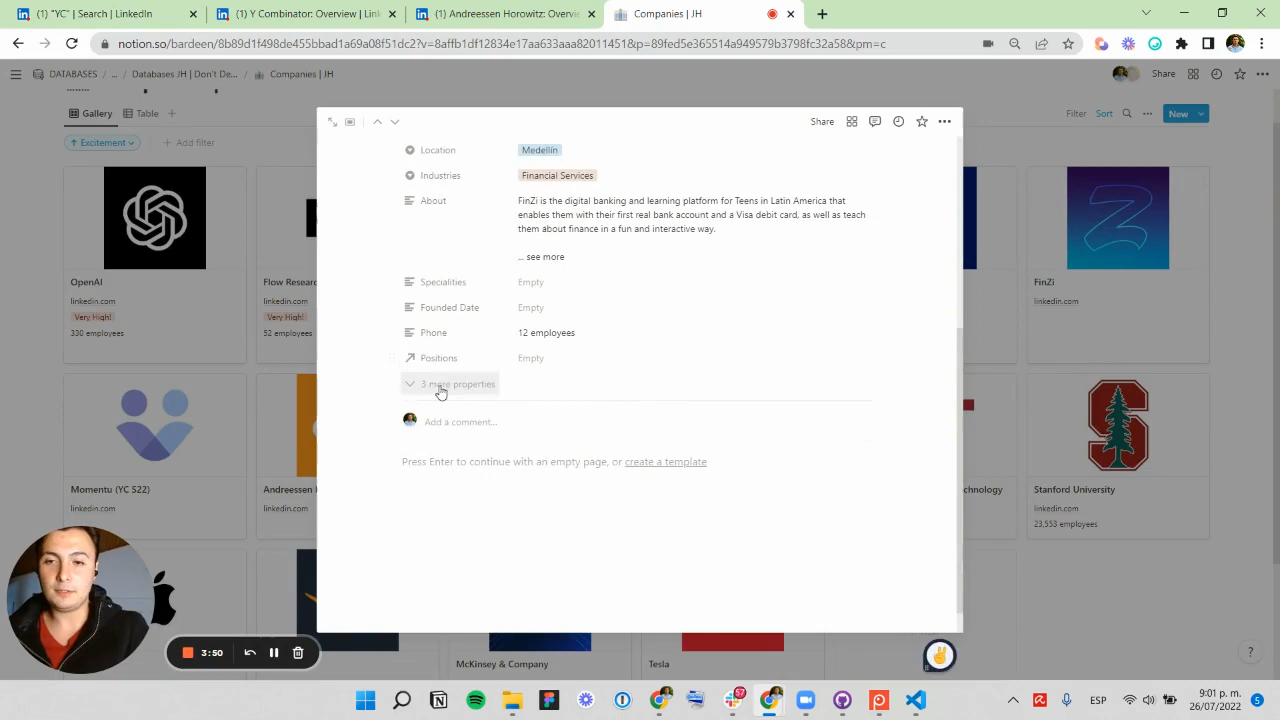 "YC" | Search | LinkedIn
Y Combinator: Overview | Link
Andreessen Horowitz: Overvie
Companies | JH
notion.so/bardeen/8b89d1f498de455bbad1a69a08f51dc2?v=8affb1df12834e17aa633aaa82011451&p=89fed5e365514a949579b3798fc32a58&pm=c
DATABASES / ... / Databases JH | Don't De... / Companies | JH
Share
Gallery
Table
Filter
Sort
New
Excitement
Add filter
Share
Location
Medellín
Industries
Financial Services
About
FinZi is the digital banking and learning platform for Teens in Latin America that
enables them with their first real bank account and a Visa debit card, as well as teach
them about finance in a fun and interactive way.
... see more
Specialities
Empty
Founded Date
Empty
Phone
12 employees
Positions
Empty
3 more properties
Add a comment...
Press Enter to continue with an empty page, or create a template
OpenAI
linkedin.com
Very High!
330 employees
Flow Resear
linkedin.com
Very High!
52 employees
FinZi
linkedin.com
Momentu (YC S22)
linkedin.com
Andreessen
linkedin.com
chnology
Stanford University
linkedin.com
23,553 employees
McKinsey & Company
Tesla
3:50
?
57
ESP
9:01 p. m.
26/07/2022
5